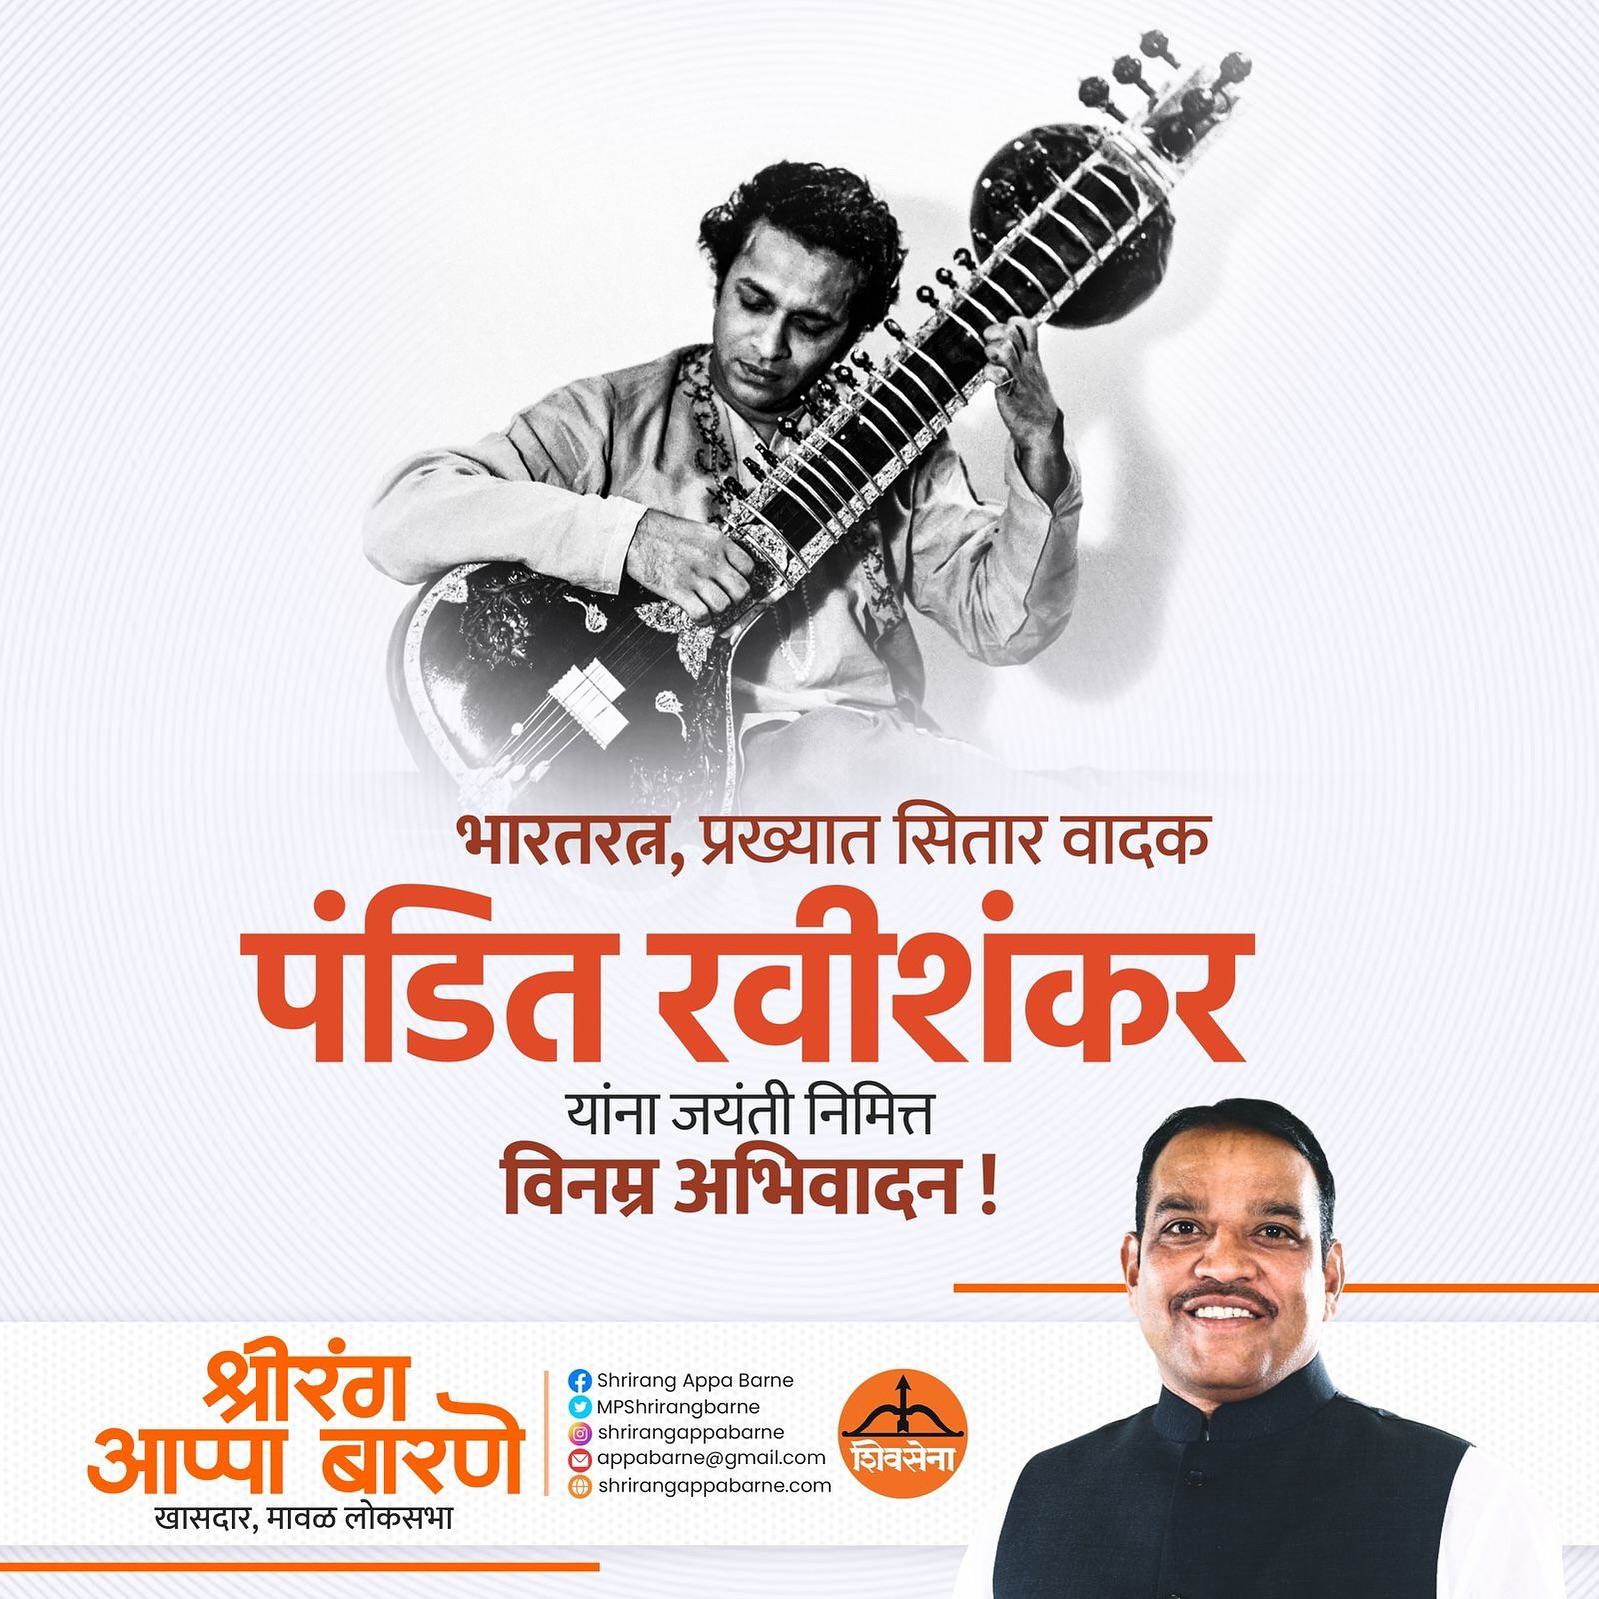 भारतरत्न, प्रख्यात सितार वादक
पंडित रवीशंकर
यांना जयंती निमित्त
विनम्र अभिवादन !
श्रीरंग
आप्पा बारणे
खासदार, मावळ लोकसभा
Shrirang Appa Barne
MPShrirangbarne
shrirangappabarne
appabarne@gmail.com
shrirangappabarne.com
शिवसेना